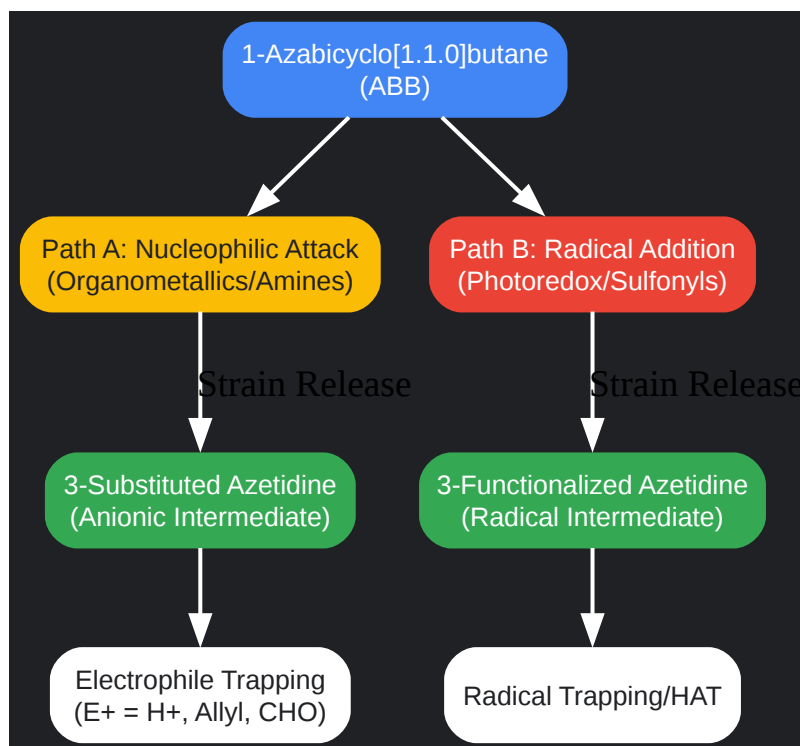 1-Azabicyclo[1.1.0]butane
(ABB)
Path A: Nucleophilic Attack
(Organometallics/Amines)
Path B: Radical Addition
(Photoredox/Sulfonyls)
Strain Release
Strain Release
3-Substituted Azetidine
(Anionic Intermediate)
3-Functionalized Azetidine
(Radical Intermediate)
Electrophile Trapping
(E+ = H+, Allyl, CHO)
Radical Trapping/HAT